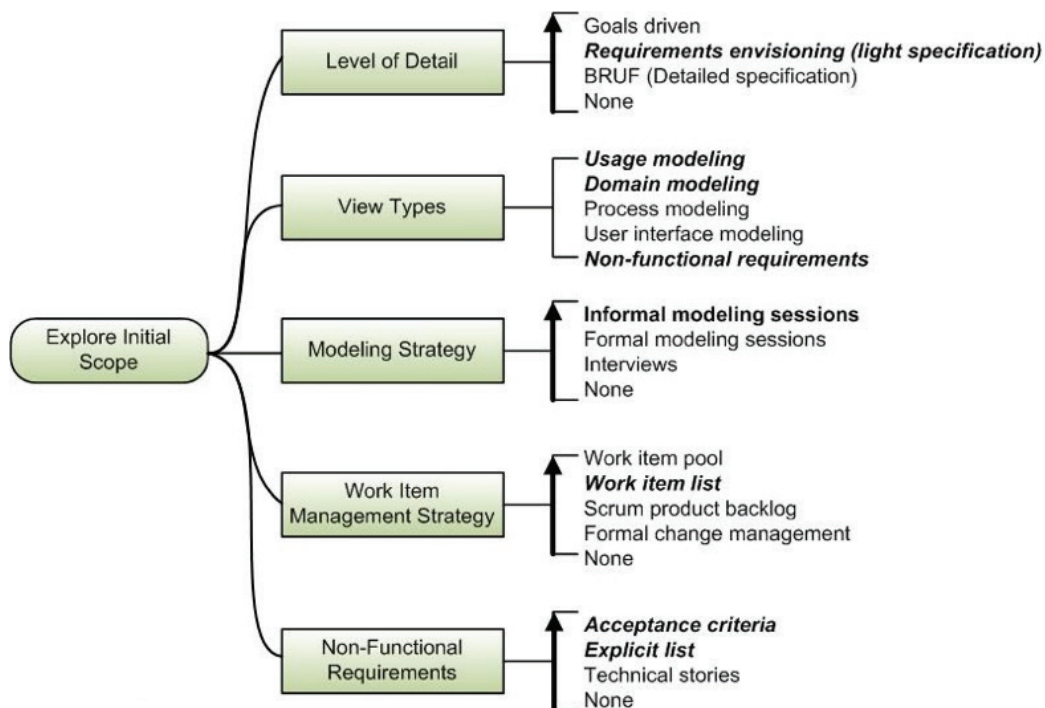 Explore Initial
Scope
Level of Detail
Goals driven
Requirements envisioning (light specification)
BRUF (Detailed specification)
None
View Types
Usage modeling
Domain modeling
Process modeling
User interface modeling
Non-functional requirements
Modeling Strategy
Informal modeling sessions
Formal modeling sessions
Interviews
None
Work Item
Management Strategy
Work item pool
Work item list
Scrum product backlog
Formal change management
None
Non-Functional
Requirements
Acceptance criteria
Explicit list
Technical stories
None